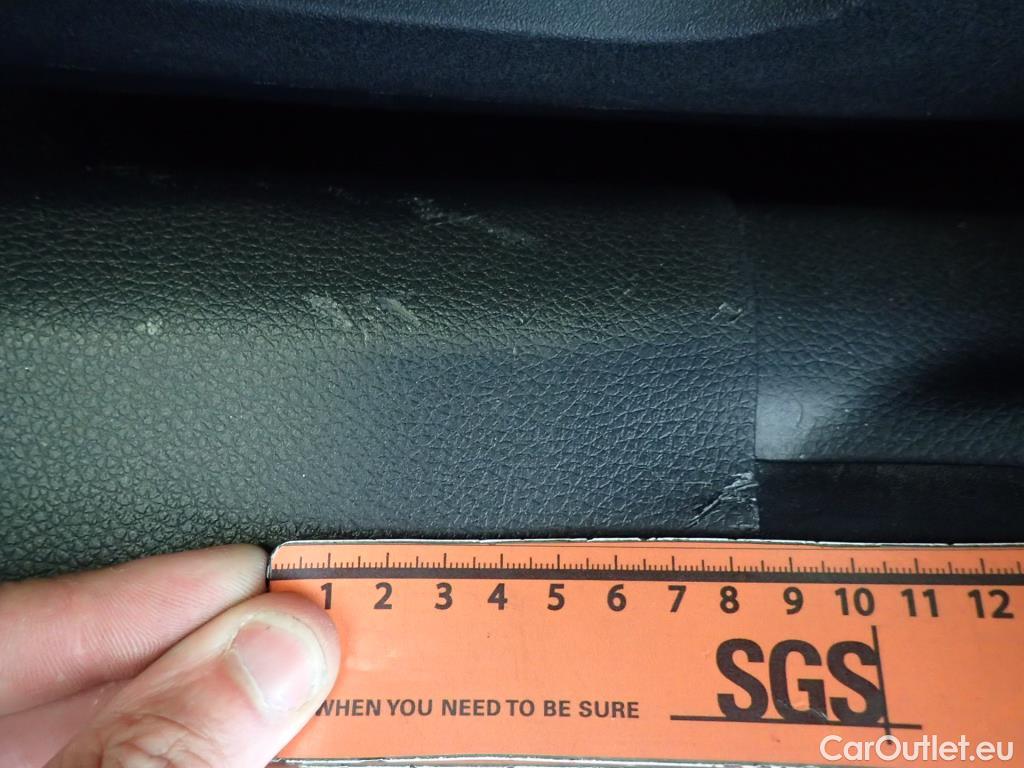 1 2 3 4 5 6 7 8 9 10 11 12
SGS
WHEN YOU NEED TO BE SURE
CarOutlet.eu